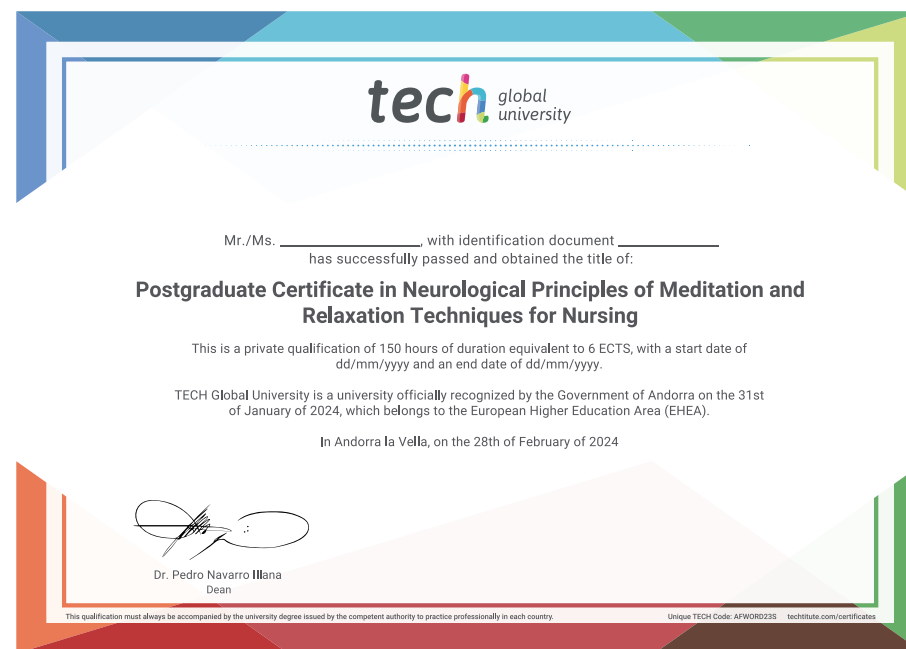 tech global
university
Mr./Ms. ____________, with identification document ____________
has successfully passed and obtained the title of:
Postgraduate Certificate in Neurological Principles of Meditation and
Relaxation Techniques for Nursing
This is a private qualification of 150 hours of duration equivalent to 6 ECTS, with a start date of
dd/mm/yyyy and an end date of dd/mm/yyyy.
TECH Global University is a university officially recognized by the Government of Andorra on the 31st
of January of 2024, which belongs to the European Higher Education Area (EHEA).
In Andorra la Vella, on the 28th of February of 2024
Dr. Pedro Navarro Illana
Dean
This qualification must always be accompanied by the university degree issued by the competent authority to practice professionally in each country.
Unique TECH Code: AFWORD23S techtitute.com/certificates